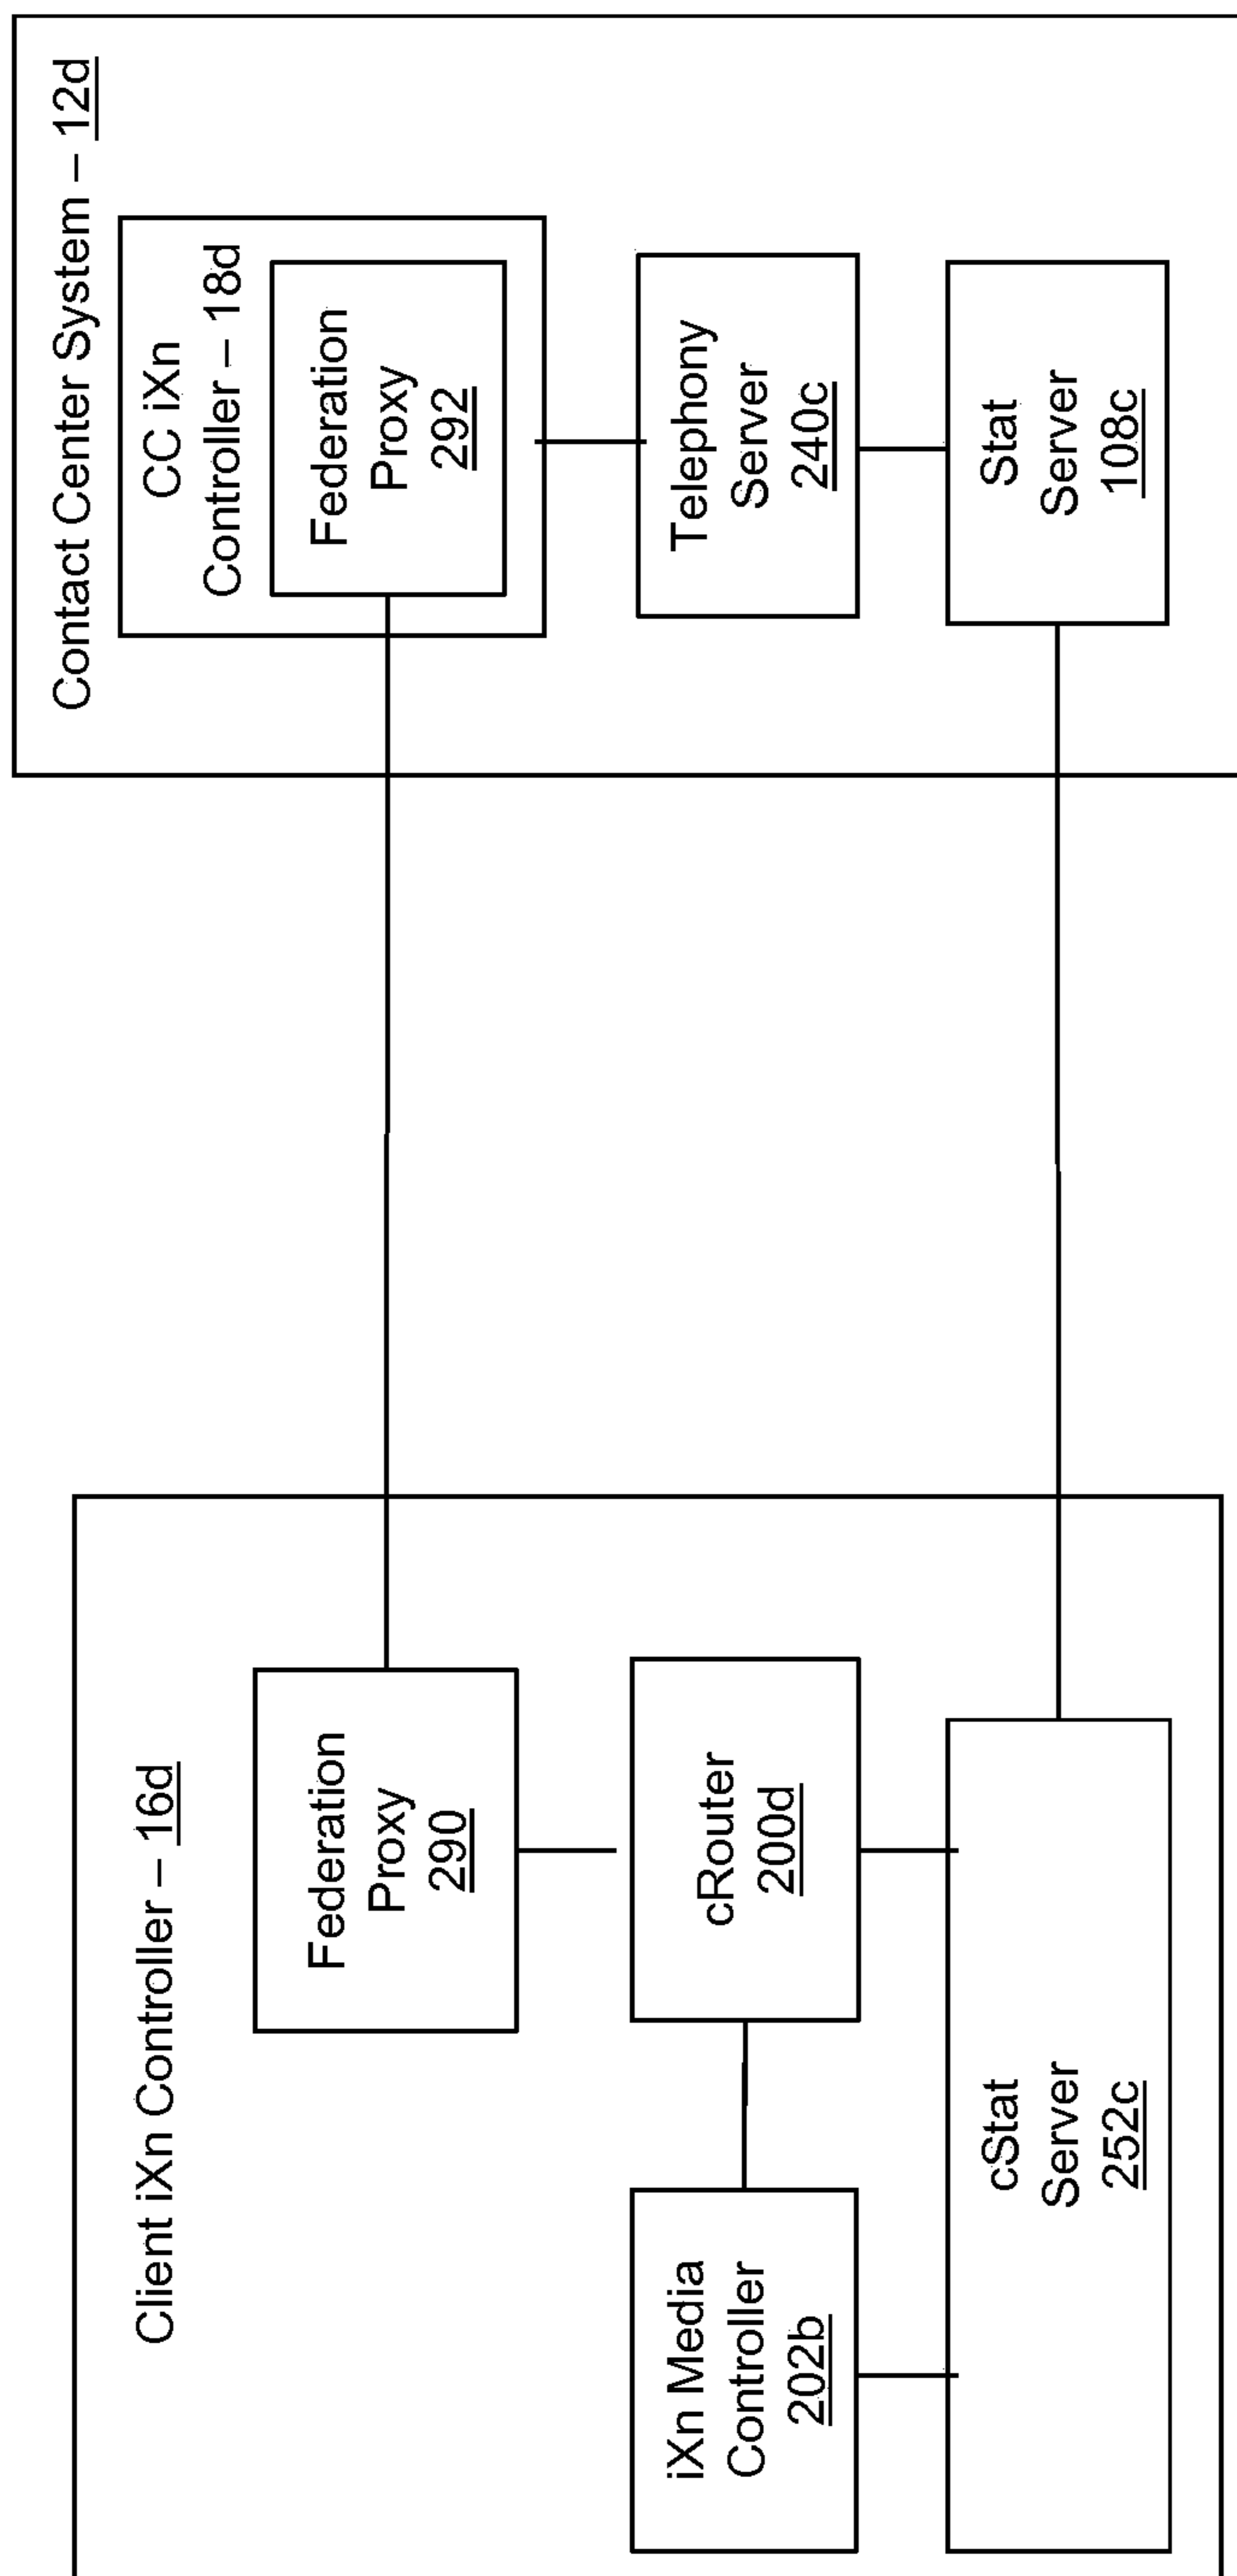 Client iXn Controller – 16d
Federation
Proxy
290
iXn Media
Controller
202b
cRouter
200d
cStat
Server
252c
Contact Center System – 12d
CC iXn
Controller – 18d
Federation
Proxy
292
Telephony
Server
240c
Stat
Server
108c